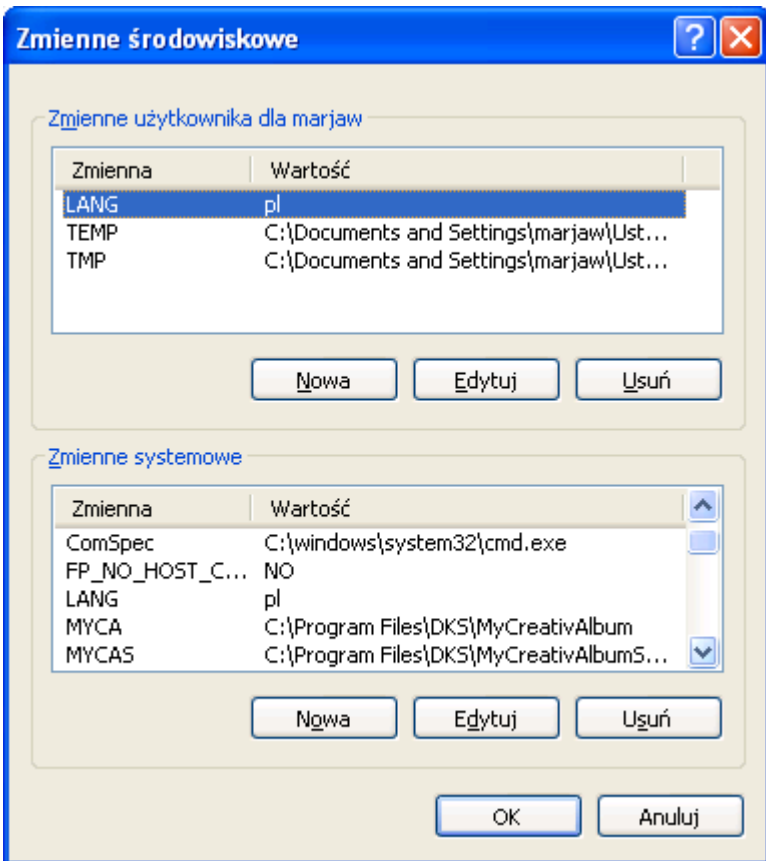 Zmienne środowiskowe
Zmienne użytkownika dla marjaw
Zmienna Wartość
LANG pl
TEMP C:\Documents and Settings\marjaw\Ust...
TMP C:\Documents and Settings\marjaw\Ust...
Nowa Edytuj Usuń
Zmienne systemowe
Zmienna Wartość
ComSpec C:\windows\system32\cmd.exe
FP_NO_HOST_C... NO
LANG pl
MYCA C:\Program Files\DKS\MyCreativAlbum
MYCAS C:\Program Files\DKS\MyCreativAlbumS...
Nowa Edytuj Usuń
OK Anuluj